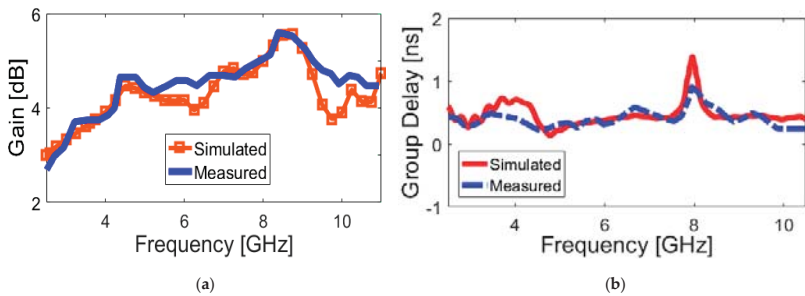 6
4
2
Gain [dB]
Simulated
Measured
4 6 8 10
Frequency [GHz]
(a)
2
1
0
-1
Group Delay [ns]
Simulated
Measured
4 6 8 10
Frequency [GHz]
(b)